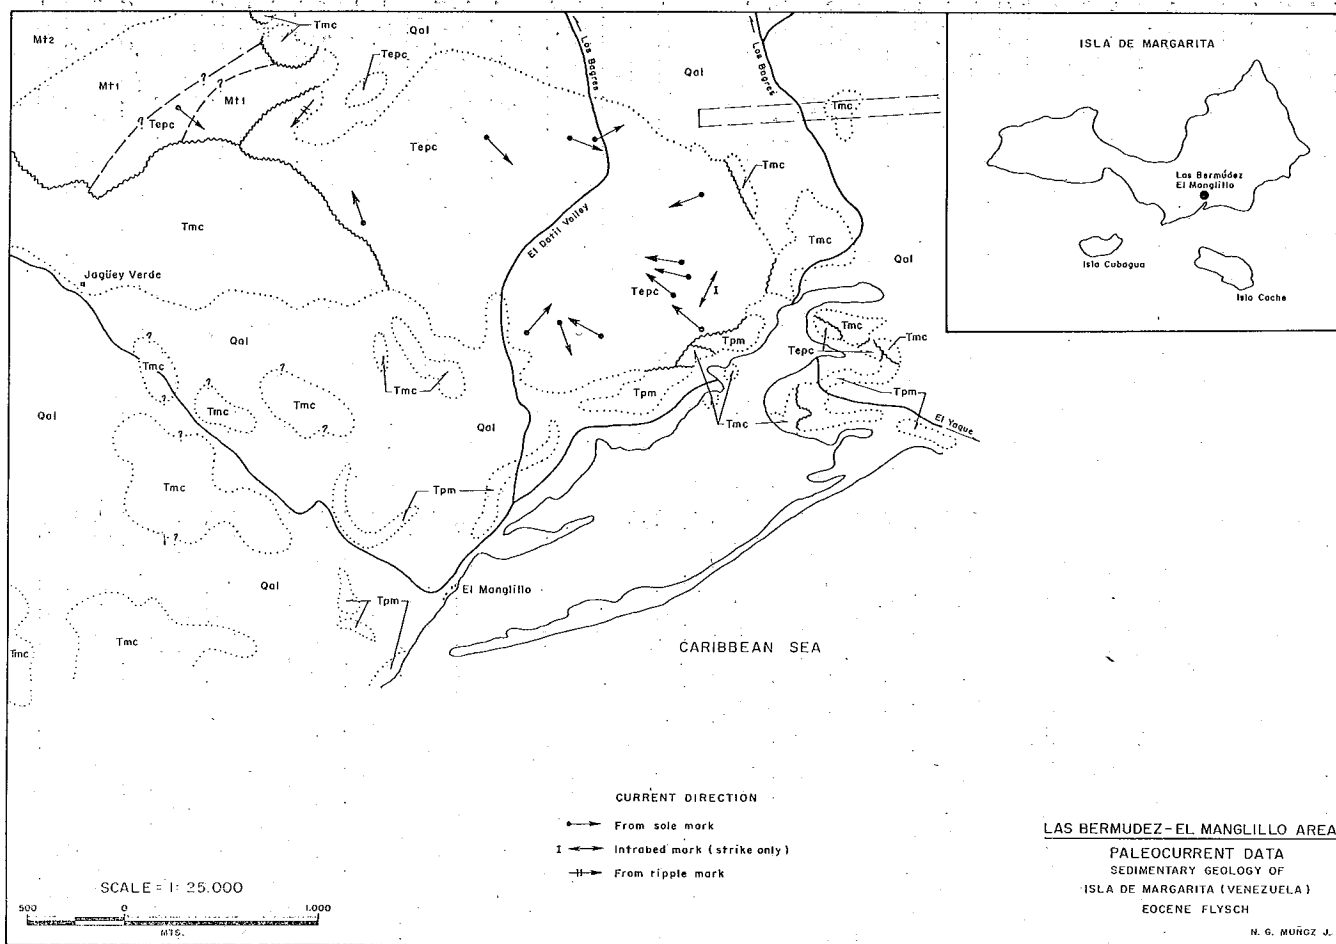 Tmc
Mt2
Qal
Los Bagres
Los Bagres
Tepc
Qal
Mt1
?
Mt1
?
Tmc
?
Tepc
Tepc
Tmc
?
Tmc
El Datil Valley
Tmc
Qal
Jagüey Verde
Tepc
I
Qal
Tmc
Tmc
Tpm
Tepc
?
Tmc
?
?
Tmc
Tmc
Tmc
Tpm
Tpm
Qal
?
?
?
Qal
Tmc
El Yaque
Tmc
Tpm
?
Qal
Tpm
El Manglillo
Tmc
Tmc
CARIBBEAN SEA
ISLA DE MARGARITA
Las Bermúdez
El Manglillo
Isla Cubagua
Isla Coche
CURRENT DIRECTION
From sole mark
I Intrabed mark (strike only)
From ripple mark
SCALE = 1: 25.000
500 0 1.000
MTS.
LAS BERMUDEZ-EL MANGLILLO AREA
PALEOCURRENT DATA
SEDIMENTARY GEOLOGY OF
ISLA DE MARGARITA (VENEZUELA)
EOCENE FLYSCH
N. G. MUÑOZ J.